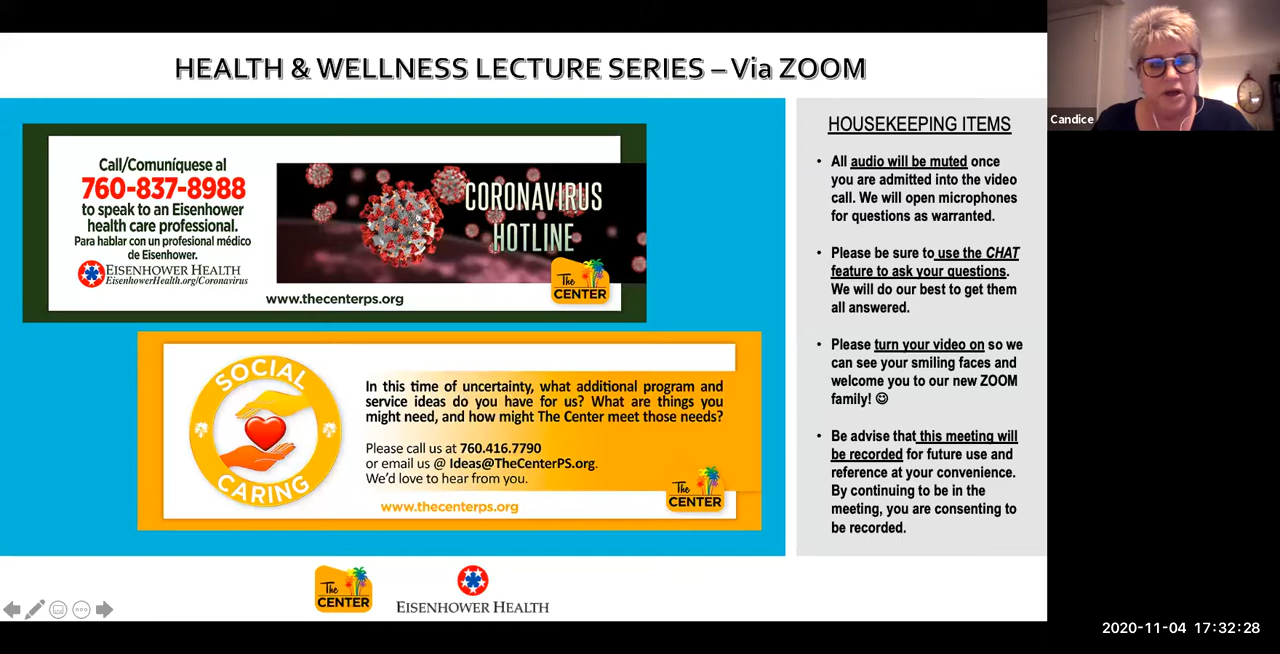 HEALTH & WELLNESS LECTURE SERIES – Via ZOOM
Call/Comuníquese al
760-837-8988
to speak to an Eisenhower
health care professional.
Para hablar con un profesional médico
de Eisenhower.
EISENHOWER HEALTH
EisenhowerHealth.org/Coronavirus
CORONAVIRUS
HOTLINE
www.thecenterps.org
The
CENTER
SOCIAL
CARING
In this time of uncertainty, what additional program and
service ideas do you have for us? What are things you
might need, and how might The Center meet those needs?
Please call us at 760.416.7790
or email us @ Ideas@TheCenterPS.org.
We’d love to hear from you.
www.thecenterps.org
The
CENTER
HOUSEKEEPING ITEMS
• All audio will be muted once
you are admitted into the video
call. We will open microphones
for questions as warranted.
• Please be sure to use the CHAT
feature to ask your questions.
We will do our best to get them
all answered.
• Please turn your video on so we
can see your smiling faces and
welcome you to our new ZOOM
family! ☺
• Be advise that this meeting will
be recorded for future use and
reference at your convenience.
By continuing to be in the
meeting, you are consenting to
be recorded.
The
CENTER
EISENHOWER HEALTH
Candice
2020-11-04 17:32:28